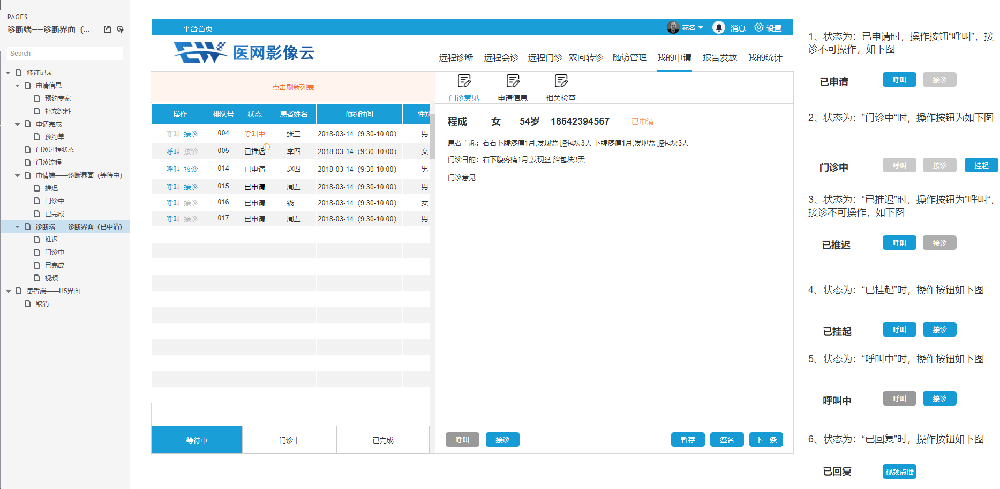 PAGES
诊断端——诊断界面（...
Search
修订记录
申请信息
预约专家
补充资料
申请完成
预约单
门诊过程状态
门诊流程
申请端——诊断界面（等待中）
推迟
门诊中
已完成
诊断端——诊断界面（已申请）
推迟
门诊中
已完成
视频
患者端——H5界面
取消
平台首页
花名
消息
设置
EW 医网影像云
远程诊断 远程会诊 远程门诊 双向转诊 随访管理 我的申请 报告发放 我的统计
点击刷新列表
操作 排队号 状态 患者姓名 预约时间 性别
呼叫 接诊 004 呼叫中 张三 2018-03-14（9:30-10:00） 男
呼叫 接诊 005 已推迟 李四 2018-03-14（9:30-10:00） 女
呼叫 接诊 014 已申请 赵四 2018-03-14（9:30-10:00） 男
呼叫 接诊 015 已申请 周五 2018-03-14（9:30-10:00） 男
呼叫 接诊 016 已申请 钱二 2018-03-14（9:30-10:00） 女
呼叫 接诊 017 已申请 周五 2018-03-14（9:30-10:00） 男
等待中 门诊中 已完成
门诊意见 申请信息 相关检查
程成 女 54岁 18642394567 已申请
患者主诉：右右下腹疼痛1月,发现盆 腔包块3天 下腹疼痛1月,发现盆 腔包块3天
门诊目的：右下腹疼痛1月,发现盆 腔包块3天
门诊意见
呼叫 接诊 暂存 签名 下一条
1、状态为：已申请时，操作按钮“呼叫”，接
诊不可操作，如下图
已申请 呼叫 接诊
2、状态为：”门诊中“时，操作按钮为如下图
门诊中 呼叫 接诊 挂起
3、状态为：“已推迟”时，操作按钮为”呼叫“，
接诊不可操作，如下图
已推迟 呼叫 接诊
4、状态为：“已挂起”时，操作按钮如下图
已挂起 呼叫 接诊
5、状态为：“呼叫中”时，操作按钮如下图
呼叫中 呼叫 接诊
6、状态为：“已回复”时，操作按钮如下图
已回复 视频点播